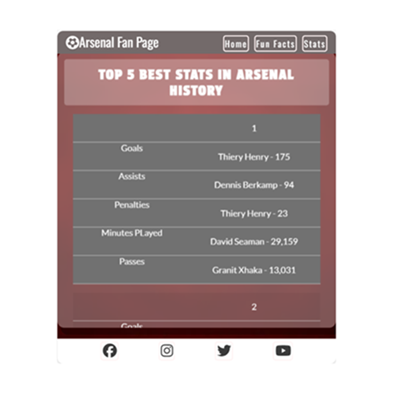 Arsenal Fan Page
Home Fun Facts Stats
TOP 5 BEST STATS IN ARSENAL
HISTORY
1
Goals
Thiery Henry - 175
Assists
Dennis Berkamp - 94
Penalties
Thiery Henry - 23
Minutes PLayed
David Seaman - 29,159
Passes
Granit Xhaka - 13,031
2
Goals